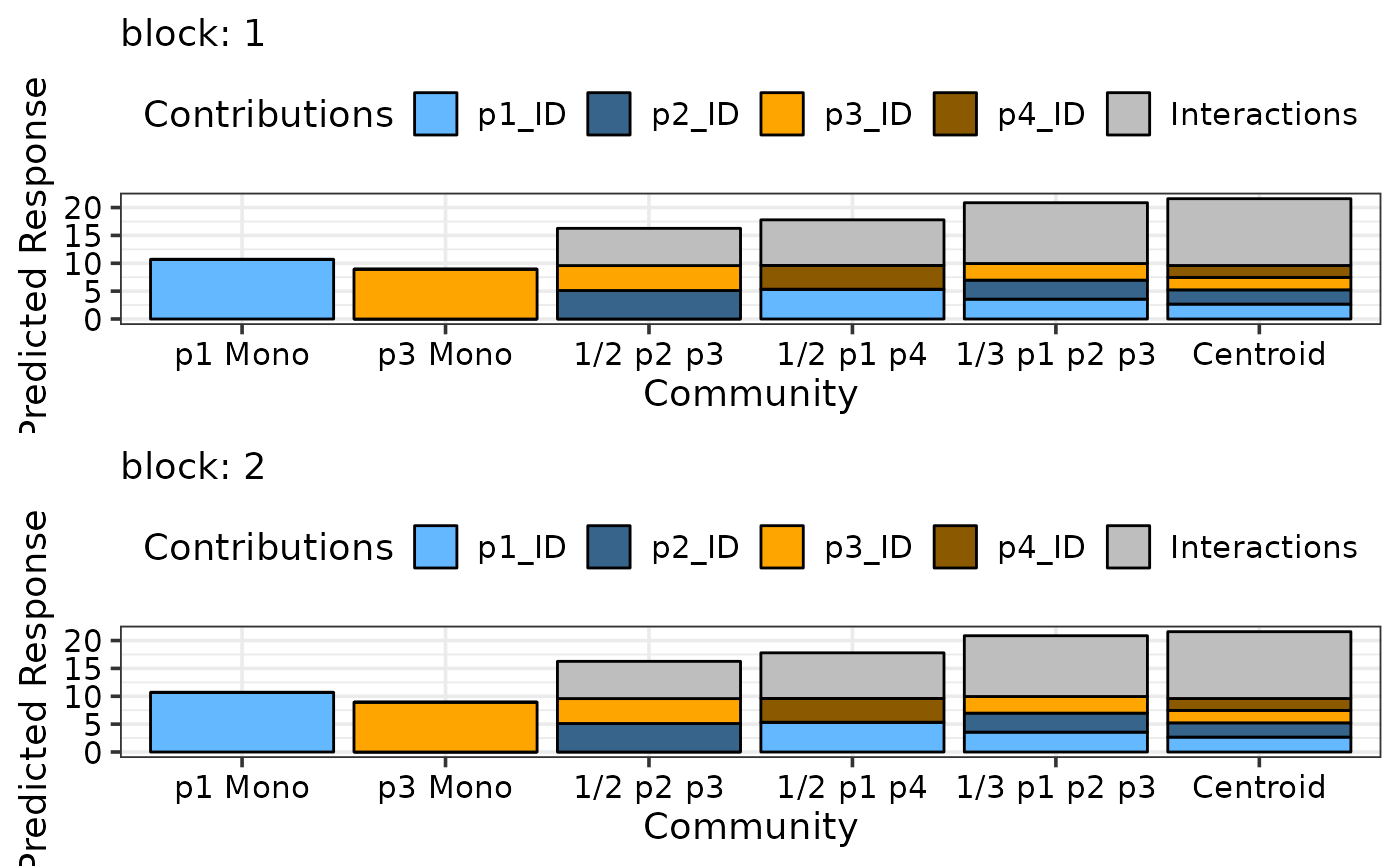 block: 1
Contributions p1_ID p2_ID p3_ID p4_ID Interactions
Predicted Response
20
15
10
5
0
p1 Mono p3 Mono 1/2 p2 p3 1/2 p1 p4 1/3 p1 p2 p3 Centroid
Community
block: 2
Contributions p1_ID p2_ID p3_ID p4_ID Interactions
Predicted Response
20
15
10
5
0
p1 Mono p3 Mono 1/2 p2 p3 1/2 p1 p4 1/3 p1 p2 p3 Centroid
Community